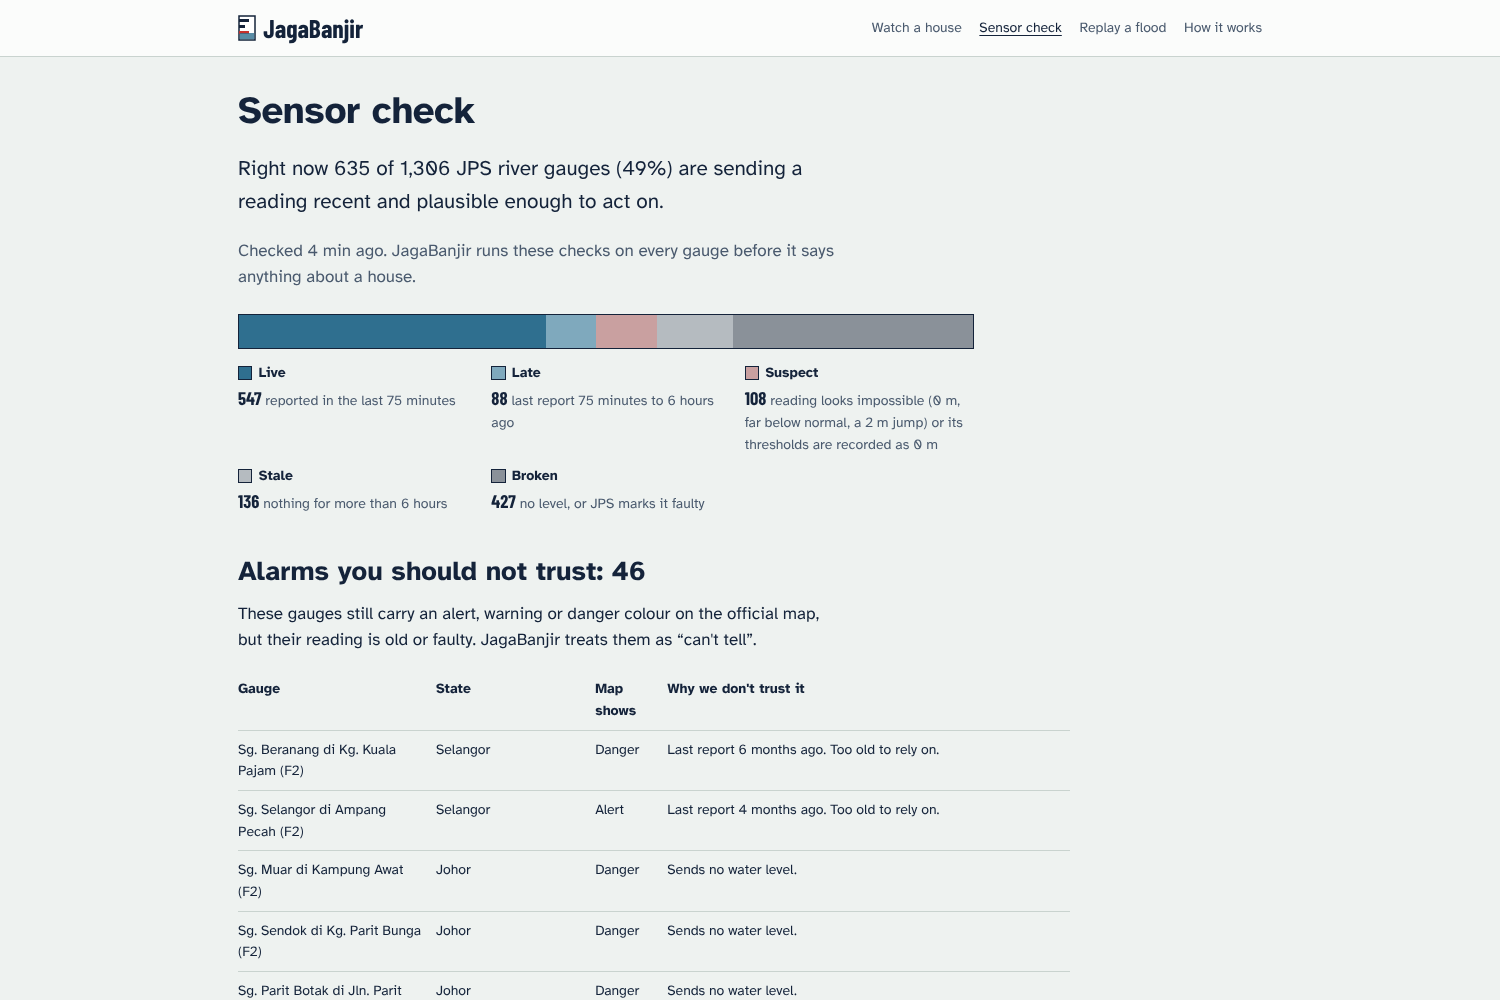 JagaBanjir
Watch a house
Sensor check
Replay a flood
How it works
Sensor check
Right now 635 of 1,306 JPS river gauges (49%) are sending a
reading recent and plausible enough to act on.
Checked 4 min ago. JagaBanjir runs these checks on every gauge before it says
anything about a house.
Live
547 reported in the last 75 minutes
Late
88 last report 75 minutes to 6 hours
ago
Suspect
108 reading looks impossible (0 m,
far below normal, a 2 m jump) or its
thresholds are recorded as 0 m
Stale
136 nothing for more than 6 hours
Broken
427 no level, or JPS marks it faulty
Alarms you should not trust: 46
These gauges still carry an alert, warning or danger colour on the official map,
but their reading is old or faulty. JagaBanjir treats them as “can't tell”.
Gauge
State
Map
shows
Why we don't trust it
Sg. Beranang di Kg. Kuala
Pajam (F2)
Selangor
Danger
Last report 6 months ago. Too old to rely on.
Sg. Selangor di Ampang
Pecah (F2)
Selangor
Alert
Last report 4 months ago. Too old to rely on.
Sg. Muar di Kampung Awat
(F2)
Johor
Danger
Sends no water level.
Sg. Sendok di Kg. Parit Bunga
(F2)
Johor
Danger
Sends no water level.
Sg. Parit Botak di Jln. Parit
Johor
Danger
Sends no water level.